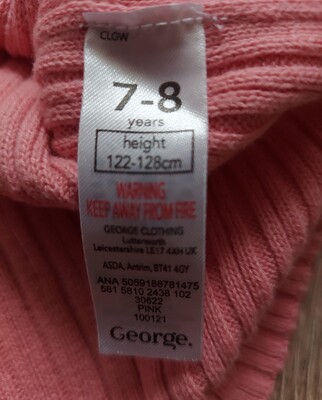 CLGW
7-8
years
height
122-128cm
WARNING
KEEP AWAY FROM FIRE
GEORGE CLOTHING
Lutterworth
Leicestershire LE17 4XH UK
ASDA, Antrim, BT41 4GY
ANA 5059186781475
581 5810 2438 102
30622
PINK
100121
George.